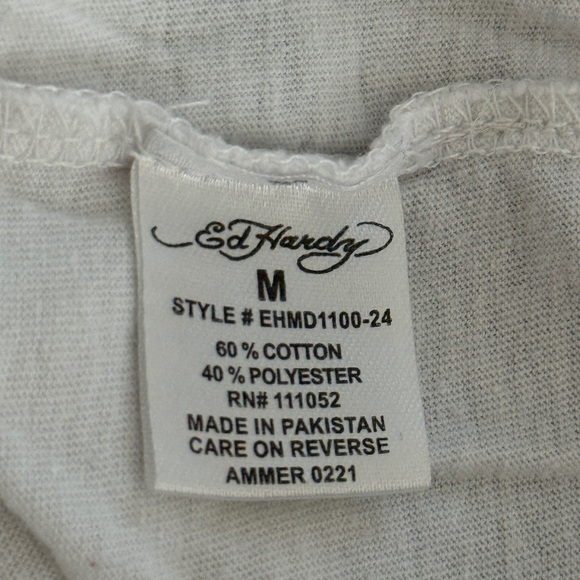 Ed Hardy
M
STYLE # EHMD1100-24
60 % COTTON
40 % POLYESTER
RN# 111052
MADE IN PAKISTAN
CARE ON REVERSE
AMMER 0221